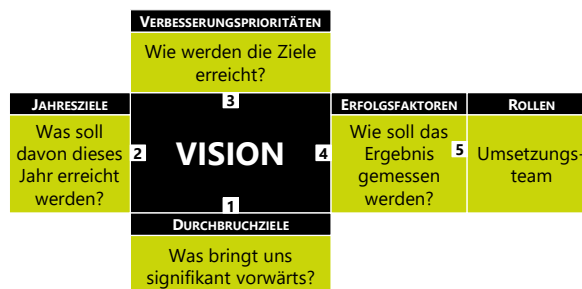 VERBESSERUNGSPRIORITÄTEN
Wie werden die Ziele
erreicht?
3
JAHRESZIELE
Was soll
davon dieses
Jahr erreicht
werden?
2
VISION
4
1
ERFOLGSFAKTOREN
Wie soll das
Ergebnis
gemessen
werden?
5
ROLLEN
Umsetzungs-
team
DURCHBRUCHZIELE
Was bringt uns
signifikant vorwärts?